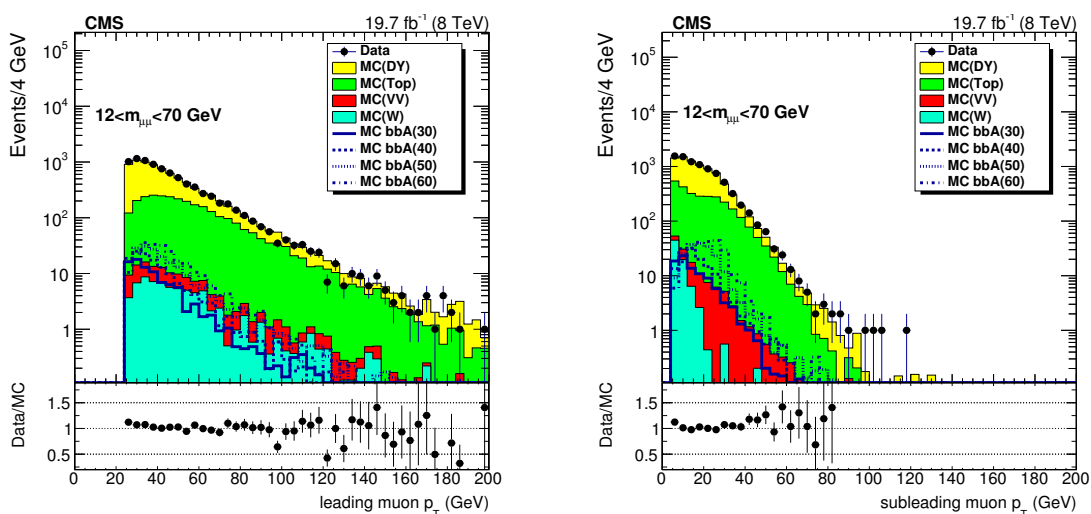 CMS 19.7 fb⁻¹ (8 TeV)
Events/4 GeV
10⁵
10⁴
10³
10²
10
1
12<m_μμ<70 GeV
Data
MC(DY)
MC(Top)
MC(VV)
MC(W)
MC bbA(30)
MC bbA(40)
MC bbA(50)
MC bbA(60)
Data/MC
1.5
1
0.5
0 20 40 60 80 100 120 140 160 180 200
leading muon p_T (GeV)
CMS 19.7 fb⁻¹ (8 TeV)
Events/4 GeV
10⁵
10⁴
10³
10²
10
1
12<m_μμ<70 GeV
Data
MC(DY)
MC(Top)
MC(VV)
MC(W)
MC bbA(30)
MC bbA(40)
MC bbA(50)
MC bbA(60)
Data/MC
1.5
1
0.5
0 20 40 60 80 100 120 140 160 180 200
subleading muon p_T (GeV)